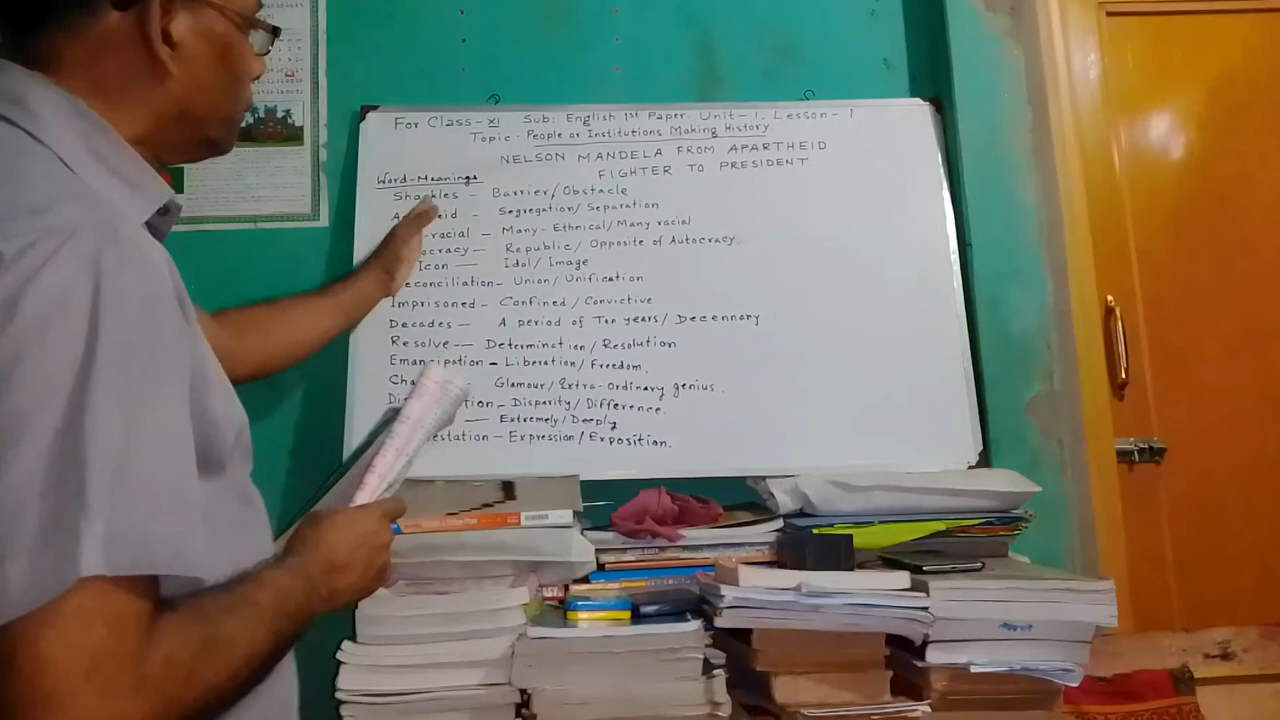 For Class-XI Sub: English 1st Paper Unit-1, Lesson-1
Topic- People or Institutions Making History
NELSON MANDELA FROM APARTHEID
FIGHTER TO PRESIDENT
Word-Meanings
Shackles - Barrier/Obstacle
- Segregation/Separation
-racial - Many-Ethnical/Many racial
- Republic/Opposite of Autocracy.
Icon - Idol/Image
Reconciliation- Union/Unification
Imprisoned - Confined/Convictive
Decades - A period of Ten years/Decennary
Resolve - Determination/Resolution
Emancipation - Liberation/Freedom.
- Glamour/Extra-Ordinary genius.
- Disparity/Difference.
- Extremely/Deeply
- Expression/Exposition.